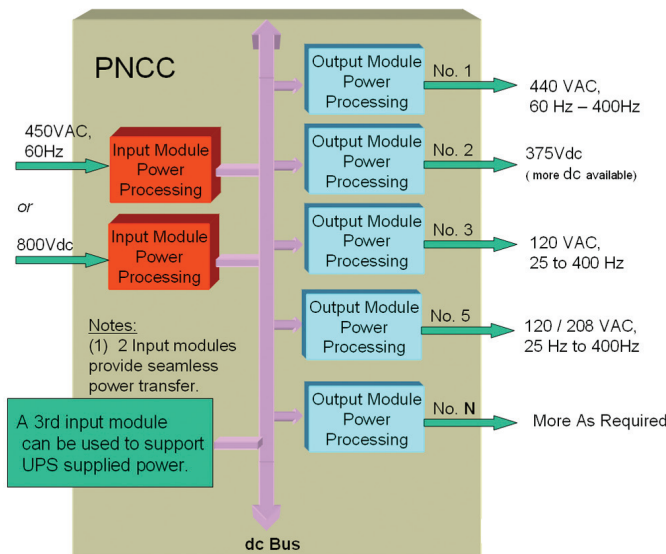 PNCC
450VAC,
60Hz
or
800Vdc
Input Module
Power
Processing
Input Module
Power
Processing
Notes:
(1) 2 Input modules
provide seamless
power transfer.
A 3rd input module
can be used to support
UPS supplied power.
dc Bus
Output Module
Power
Processing
No. 1
440 VAC,
60 Hz – 400Hz
Output Module
Power
Processing
No. 2
375Vdc
( more dc available)
Output Module
Power
Processing
No. 3
120 VAC,
25 to 400 Hz
Output Module
Power
Processing
No. 5
120 / 208 VAC,
25 Hz to 400Hz
Output Module
Power
Processing
No. N
More As Required